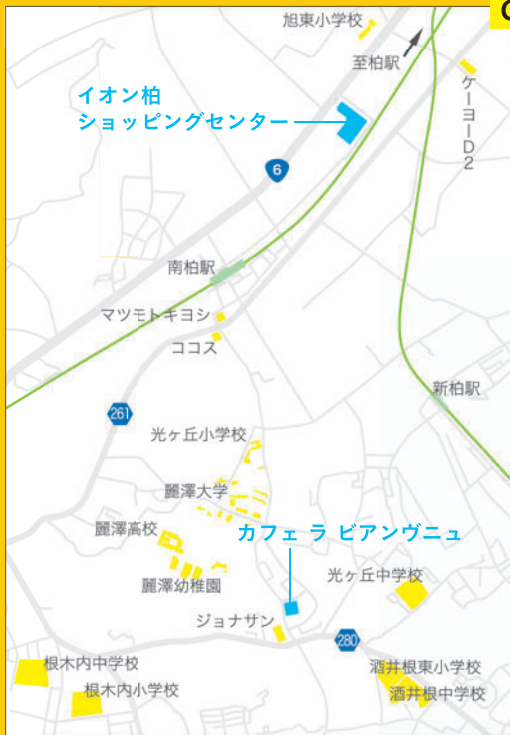 旭東小学校
至柏駅
イオン柏
ショッピングセンター
ケーヨーD2
6
南柏駅
マツモトキヨシ
ココス
新柏駅
261
光ヶ丘小学校
麗澤大学
麗澤高校
カフェ ラ ビアンヴニュ
麗澤幼稚園
光ヶ丘中学校
ジョナサン
280
根木内中学校
根木内小学校
酒井根東小学校
酒井根中学校